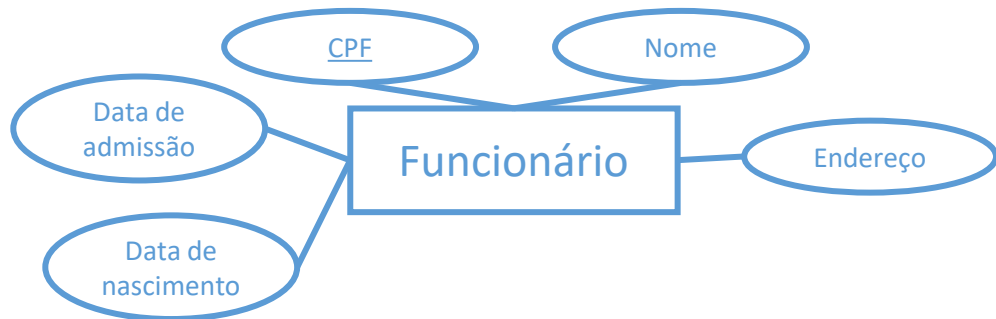 CPF
Nome
Data de
admissão
Funcionário
Endereço
Data de
nascimento